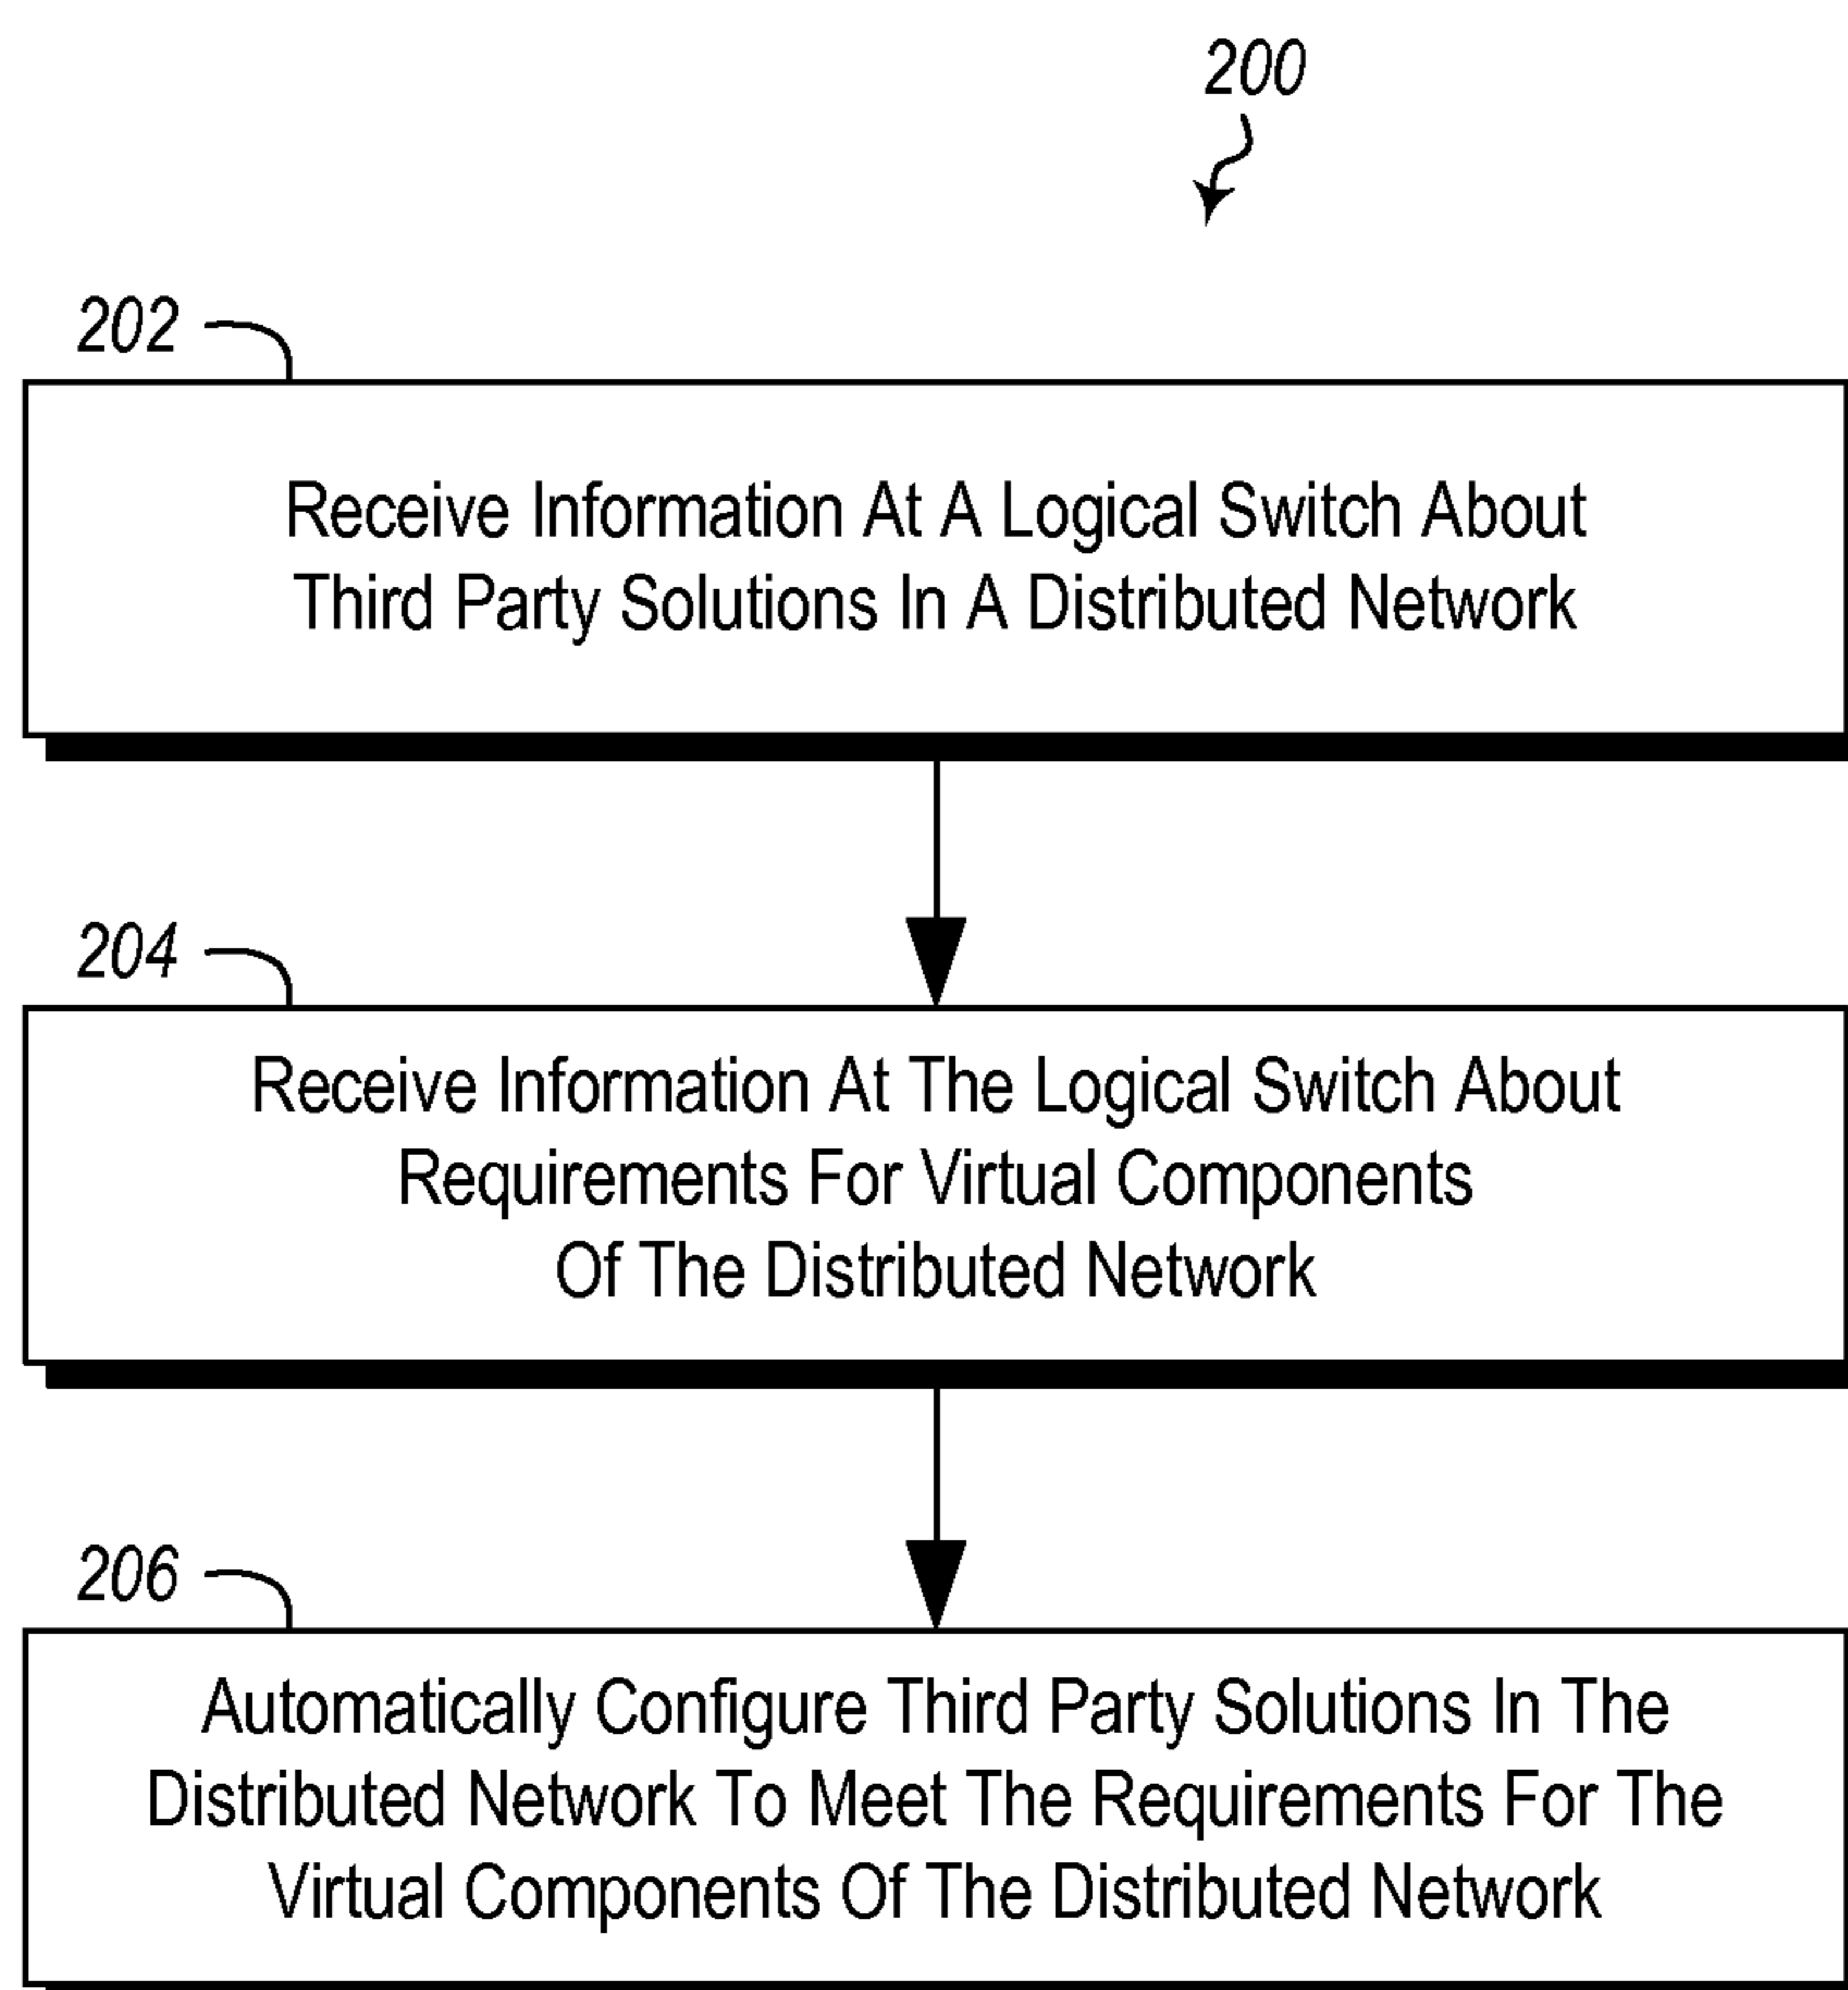 200
202
Receive Information At A Logical Switch About
Third Party Solutions In A Distributed Network
204
Receive Information At The Logical Switch About
Requirements For Virtual Components
Of The Distributed Network
206
Automatically Configure Third Party Solutions In The
Distributed Network To Meet The Requirements For The
Virtual Components Of The Distributed Network